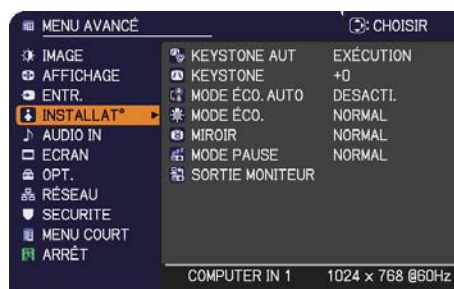 MENU AVANCÉ : CHOISIR
IMAGE KEYSTONE AUT EXÉCUTION
AFFICHAGE KEYSTONE +0
ENTR. MODE ÉCO. AUTO DESACTI.
INSTALLAT° MODE ÉCO. NORMAL
AUDIO IN MIROIR NORMAL
ECRAN MODE PAUSE NORMAL
OPT. SORTIE MONITEUR
RÉSEAU
SECURITE
MENU COURT
ARRÊT
COMPUTER IN 1 1024 x 768 @60Hz